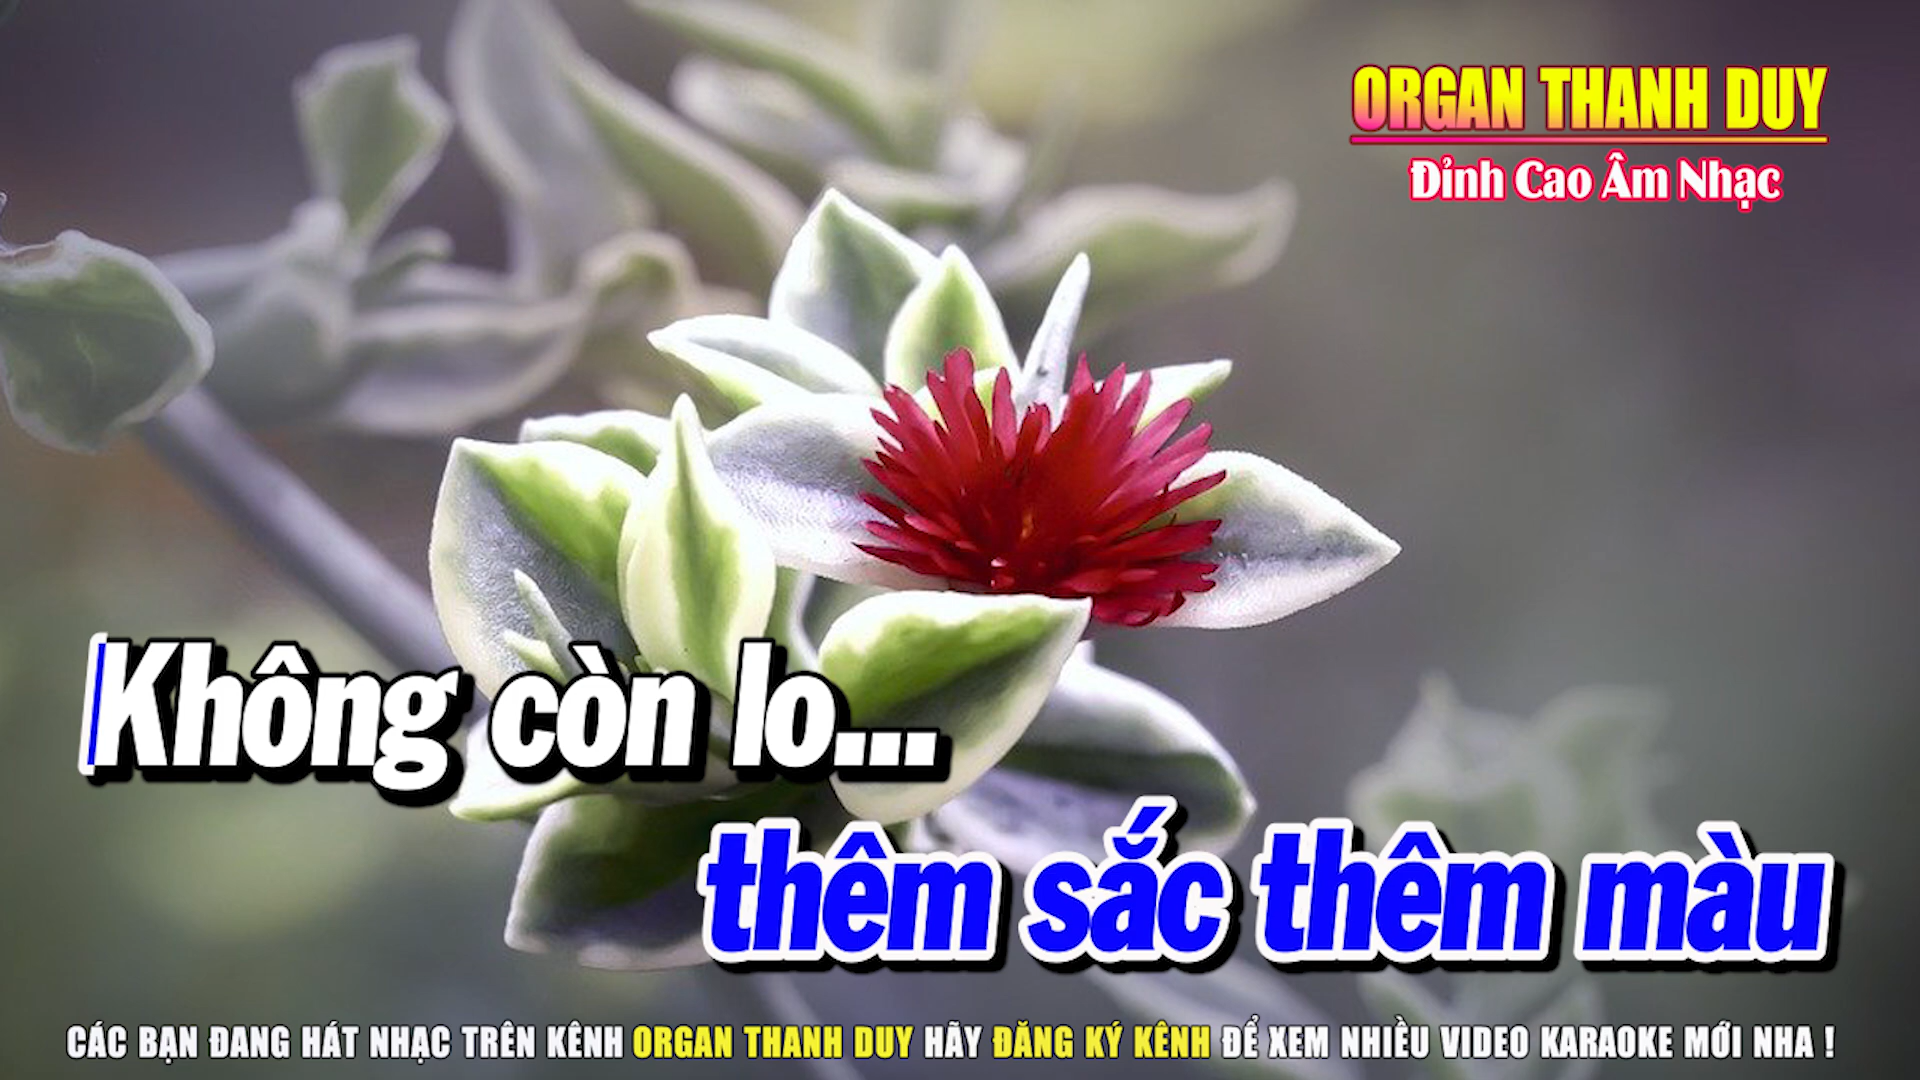 ORGAN THANH DUY
Đỉnh Cao Âm Nhạc
Không còn lo...
thêm sắc thêm màu
CÁC BẠN ĐANG HÁT NHẠC TRÊN KÊNH ORGAN THANH DUY HÃY ĐĂNG KÝ KÊNH ĐỂ XEM NHIỀU VIDEO KARAOKE MỚI NHA !